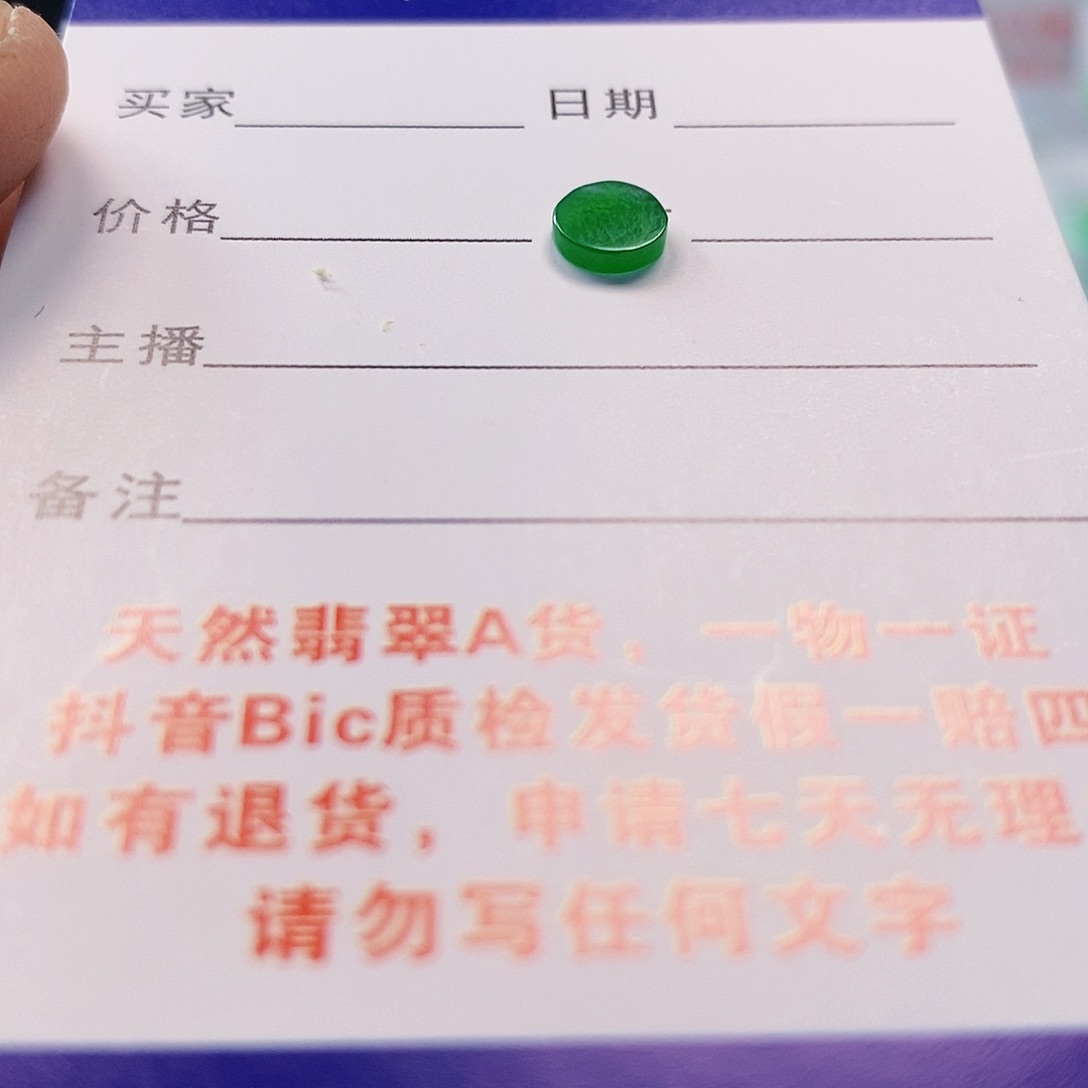 买家 日期
价格
主播
备注
天然翡翠A货，一物一证
抖音Bic质检发货假一赔四
如有退货，申请七天无理
请勿写任何文字